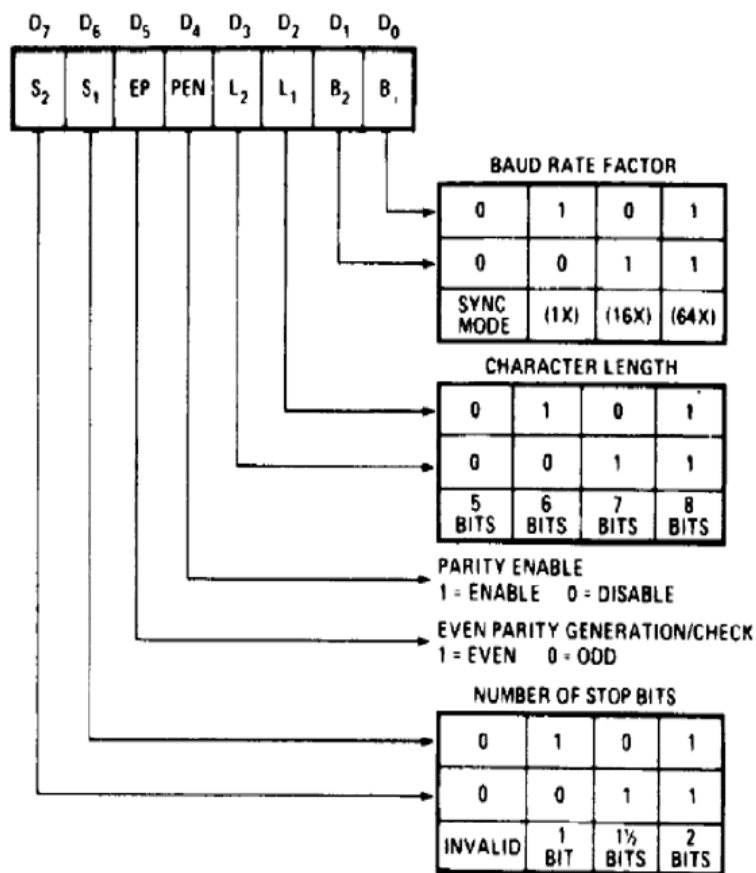 D7 D6 D5 D4 D3 D2 D1 D0
S2 S1 EP PEN L2 L1 B2 B1
BAUD RATE FACTOR
0 1 0 1
0 0 1 1
SYNC MODE (1X) (16X) (64X)
CHARACTER LENGTH
0 1 0 1
0 0 1 1
5 BITS 6 BITS 7 BITS 8 BITS
PARITY ENABLE
1 = ENABLE 0 = DISABLE
EVEN PARITY GENERATION/CHECK
1 = EVEN 0 = ODD
NUMBER OF STOP BITS
0 1 0 1
0 0 1 1
INVALID 1 BIT 1½ BITS 2 BITS